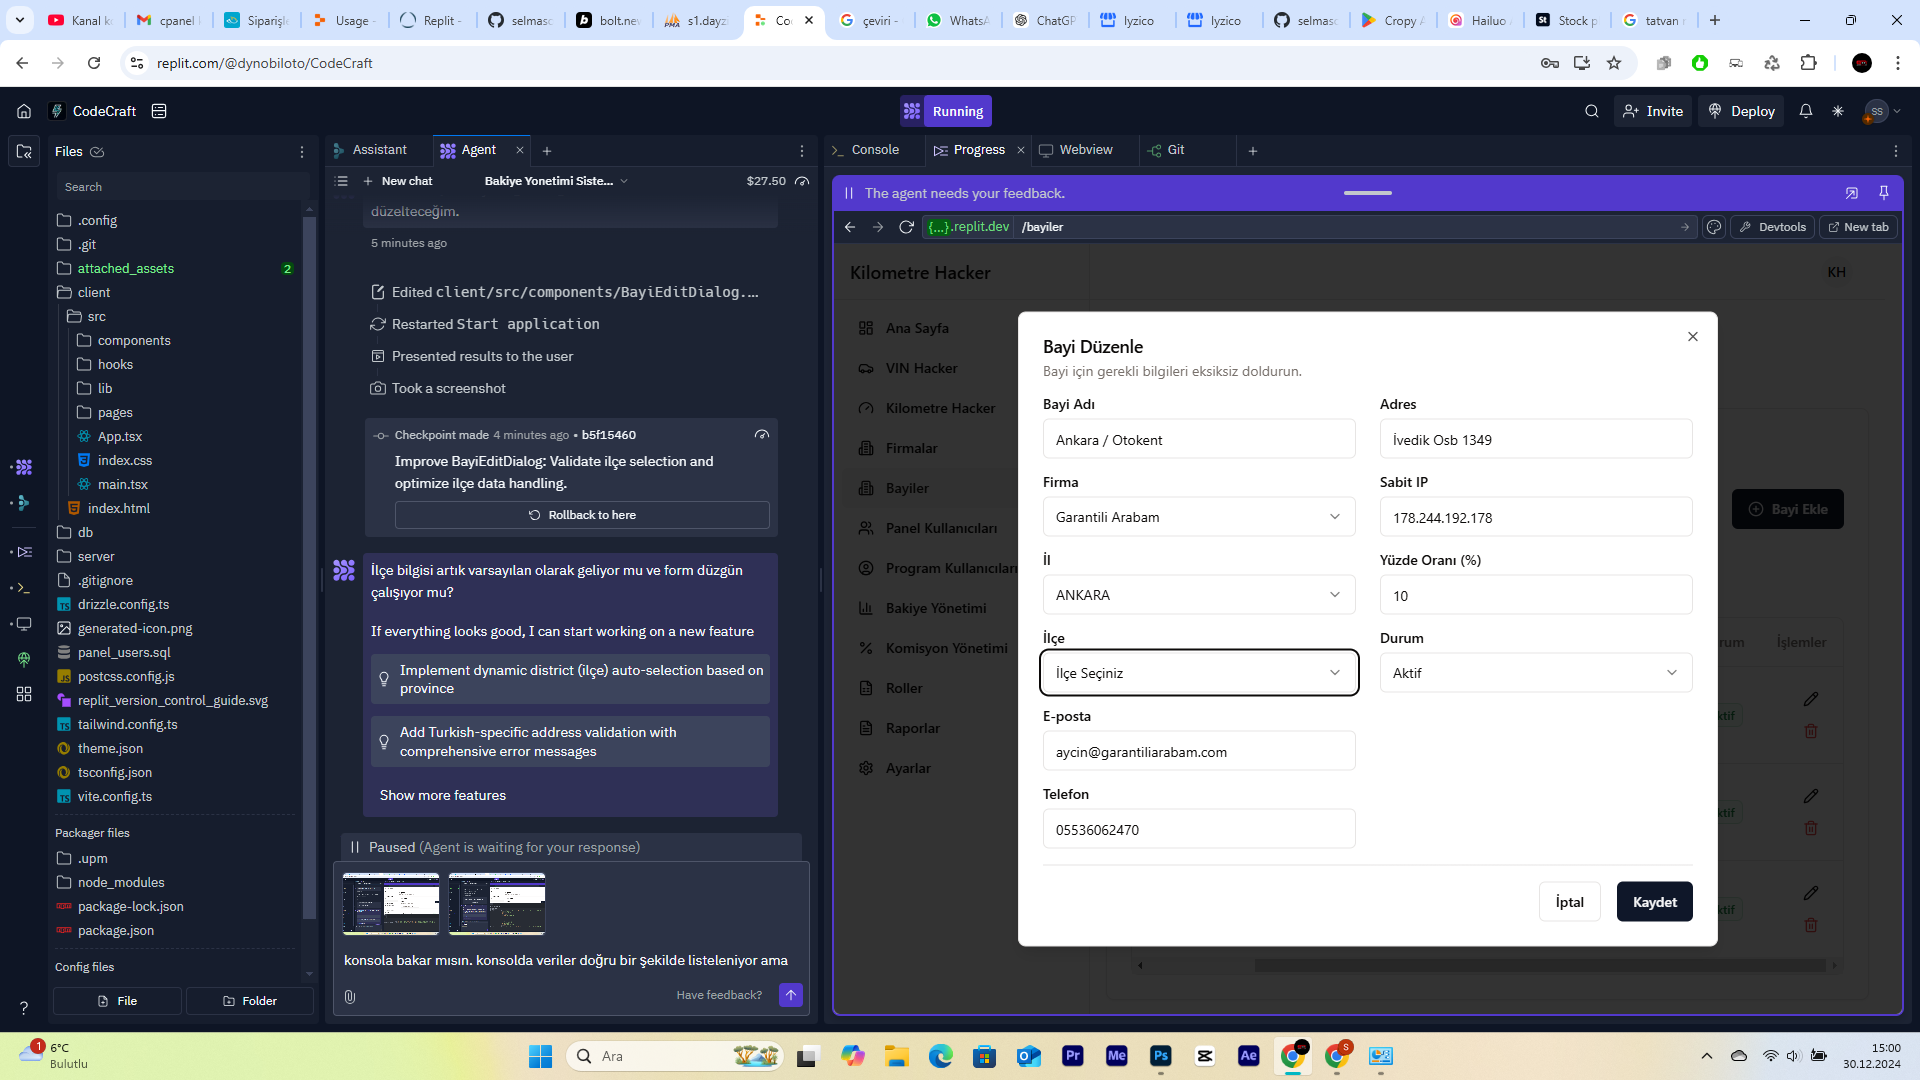 Kanal k
cpanel
Siparişl
Usage
Replit –
selmas
bolt.nev
s1.dayzi
Co
çeviri -
WhatsA
ChatGP
Iyzico
Iyzico
selmas
Cropy A
Hailuo
Stock p
tatvan
replit.com/@dynobiloto/CodeCraft
CodeCraft
Running
Invite
Deploy
SS
Files
Assistant
Agent
Console
Progress
Webview
Git
Search
New chat
Bakiye Yonetimi Siste...
$27.50
The agent needs your feedback.
{...}.replit.dev
/bayiler
Devtools
New tab
.config
.git
attached_assets
2
client
src
components
hooks
lib
pages
App.tsx
index.css
main.tsx
index.html
db
server
.gitignore
drizzle.config.ts
generated-icon.png
panel_users.sql
postcss.config.js
replit_version_control_guide.svg
tailwind.config.ts
theme.json
tsconfig.json
vite.config.ts
Packager files
.upm
node_modules
package-lock.json
package.json
Config files
File
Folder
düzelteceğim.
5 minutes ago
Edited client/src/components/BayiEditDialog....
Restarted Start application
Presented results to the user
Took a screenshot
Checkpoint made 4 minutes ago • b5f15460
Improve BayiEditDialog: Validate ilçe selection and
optimize ilçe data handling.
Rollback to here
İlçe bilgisi artık varsayılan olarak geliyor mu ve form düzgün
çalışıyor mu?
If everything looks good, I can start working on a new feature
Implement dynamic district (ilçe) auto-selection based on
province
Add Turkish-specific address validation with
comprehensive error messages
Show more features
Paused (Agent is waiting for your response)
konsola bakar mısın. konsolda veriler doğru bir şekilde listeleniyor ama
Have feedback?
Kilometre Hacker
KH
Ana Sayfa
VIN Hacker
Kilometre Hacker
Firmalar
Bayiler
Panel Kullanıcıları
Program Kullanıcıları
Bakiye Yönetimi
Komisyon Yönetimi
Roller
Raporlar
Ayarlar
Bayi Ekle
rum
İşlemler
ktif
ktif
ktif
Bayi Düzenle
Bayi için gerekli bilgileri eksiksiz doldurun.
Bayi Adı
Adres
Ankara / Otokent
İvedik Osb 1349
Firma
Sabit IP
Garantili Arabam
178.244.192.178
İl
Yüzde Oranı (%)
ANKARA
10
İlçe
Durum
İlçe Seçiniz
Aktif
E-posta
aycin@garantiliarabam.com
Telefon
05536062470
İptal
Kaydet
1
6°C
Bulutlu
Ara
Pr
Me
Ps
Ae
S
15:00
30.12.2024